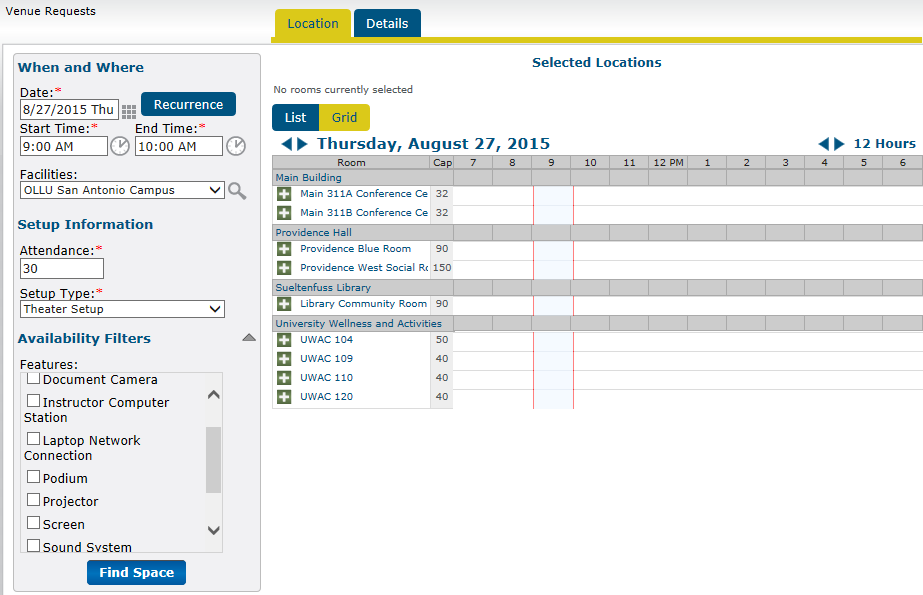 Venue Requests
Location
Details
When and Where
Date:*
8/27/2015 Thu
Recurrence
Start Time:* End Time:*
9:00 AM 10:00 AM
Facilities:
OLLU San Antonio Campus
Setup Information
Attendance:*
30
Setup Type:*
Theater Setup
Availability Filters
Features:
Document Camera
Instructor Computer
Station
Laptop Network
Connection
Podium
Projector
Screen
Sound System
Find Space
Selected Locations
No rooms currently selected
List Grid
Thursday, August 27, 2015 12 Hours
Room Cap 7 8 9 10 11 12 PM 1 2 3 4 5 6
Main Building
Main 311A Conference Ce 32
Main 311B Conference Ce 32
Providence Hall
Providence Blue Room 90
Providence West Social Ro 150
Sueltenfuss Library
Library Community Room 90
University Wellness and Activities
UWAC 104 50
UWAC 109 40
UWAC 110 40
UWAC 120 40